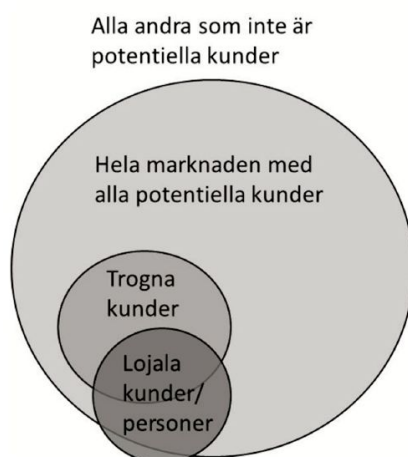 Alla andra som inte är
potentiella kunder
Hela marknaden med
alla potentiella kunder
Trogna
kunder
Lojala
kunder/
personer